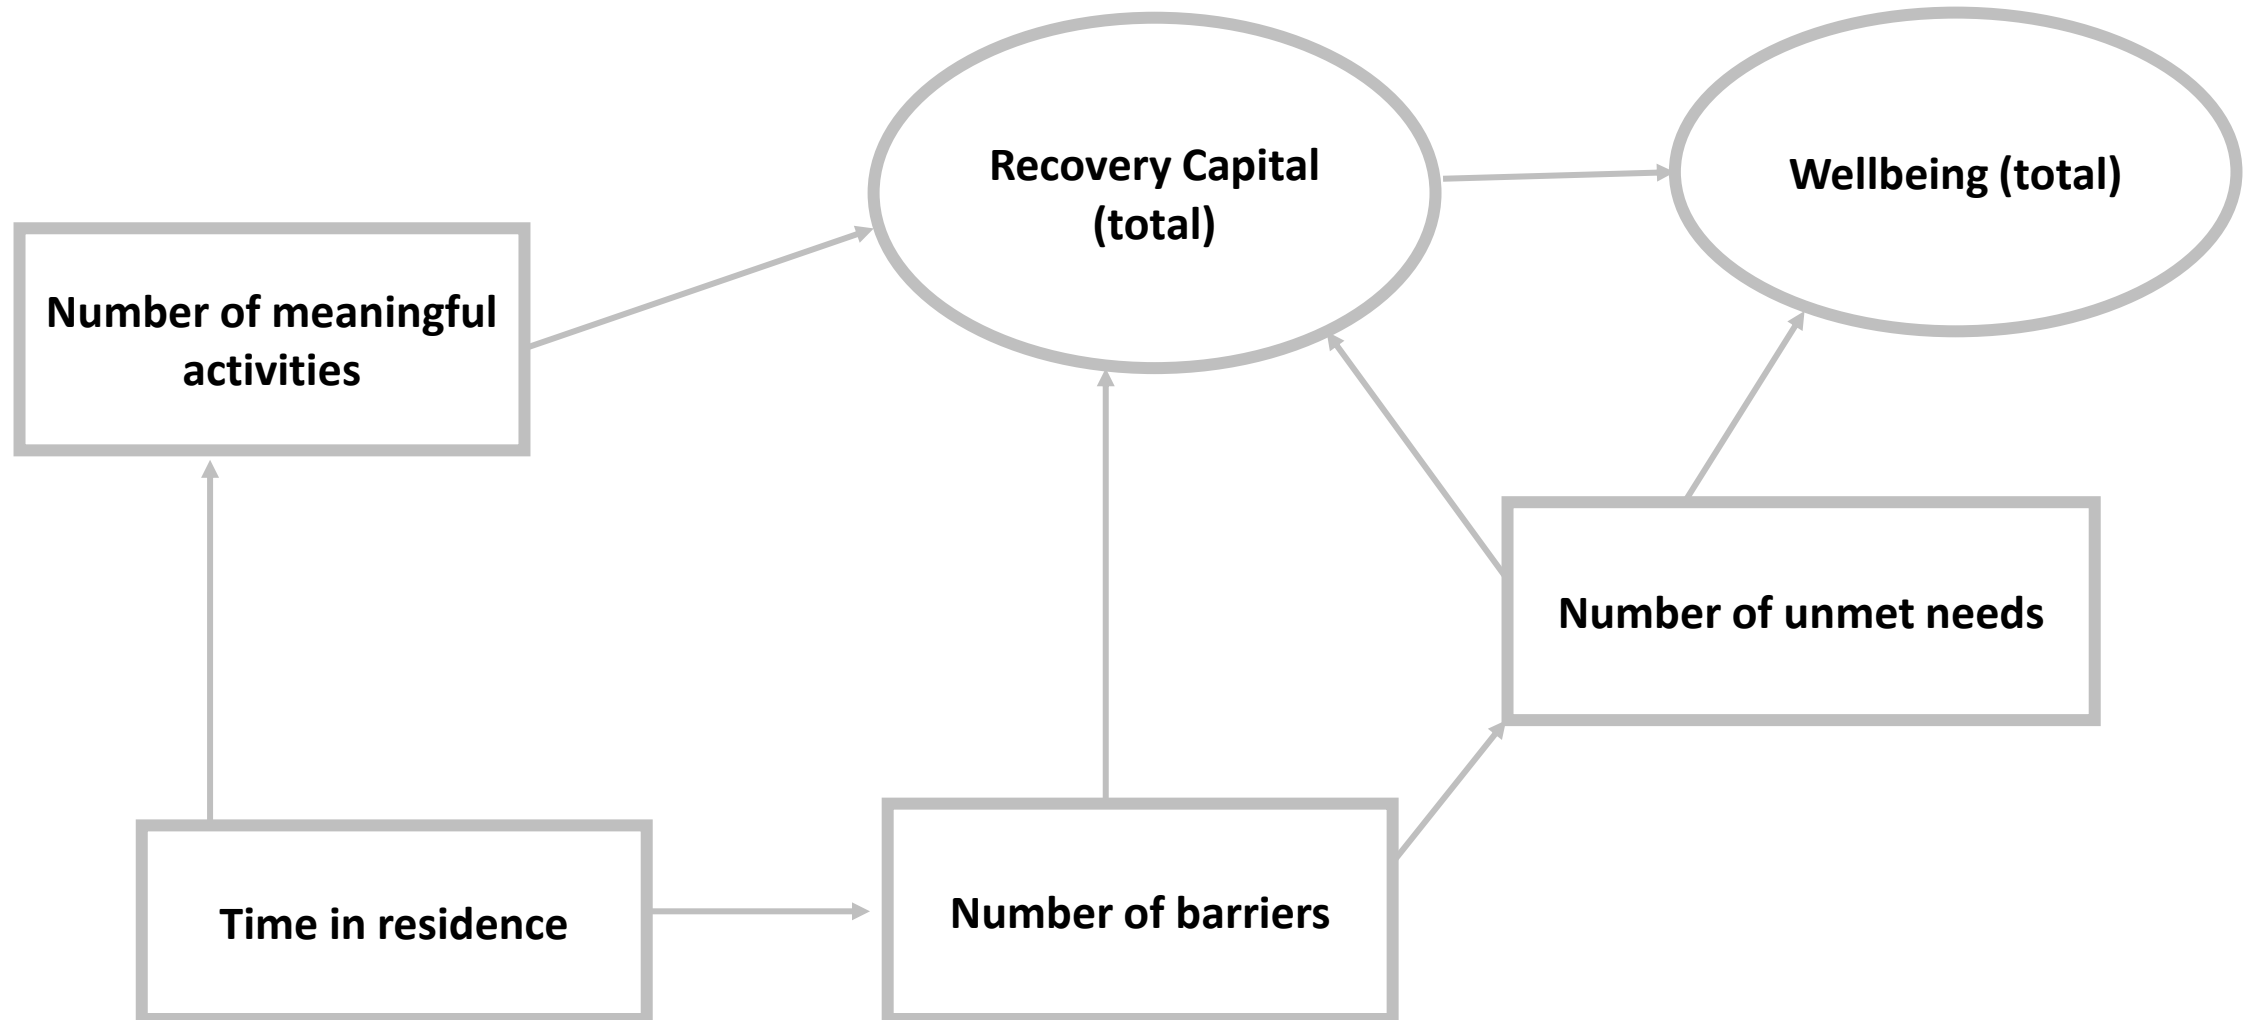 Recovery Capital
(total)
Wellbeing (total)
Number of meaningful
activities
Number of unmet needs
Time in residence
Number of barriers